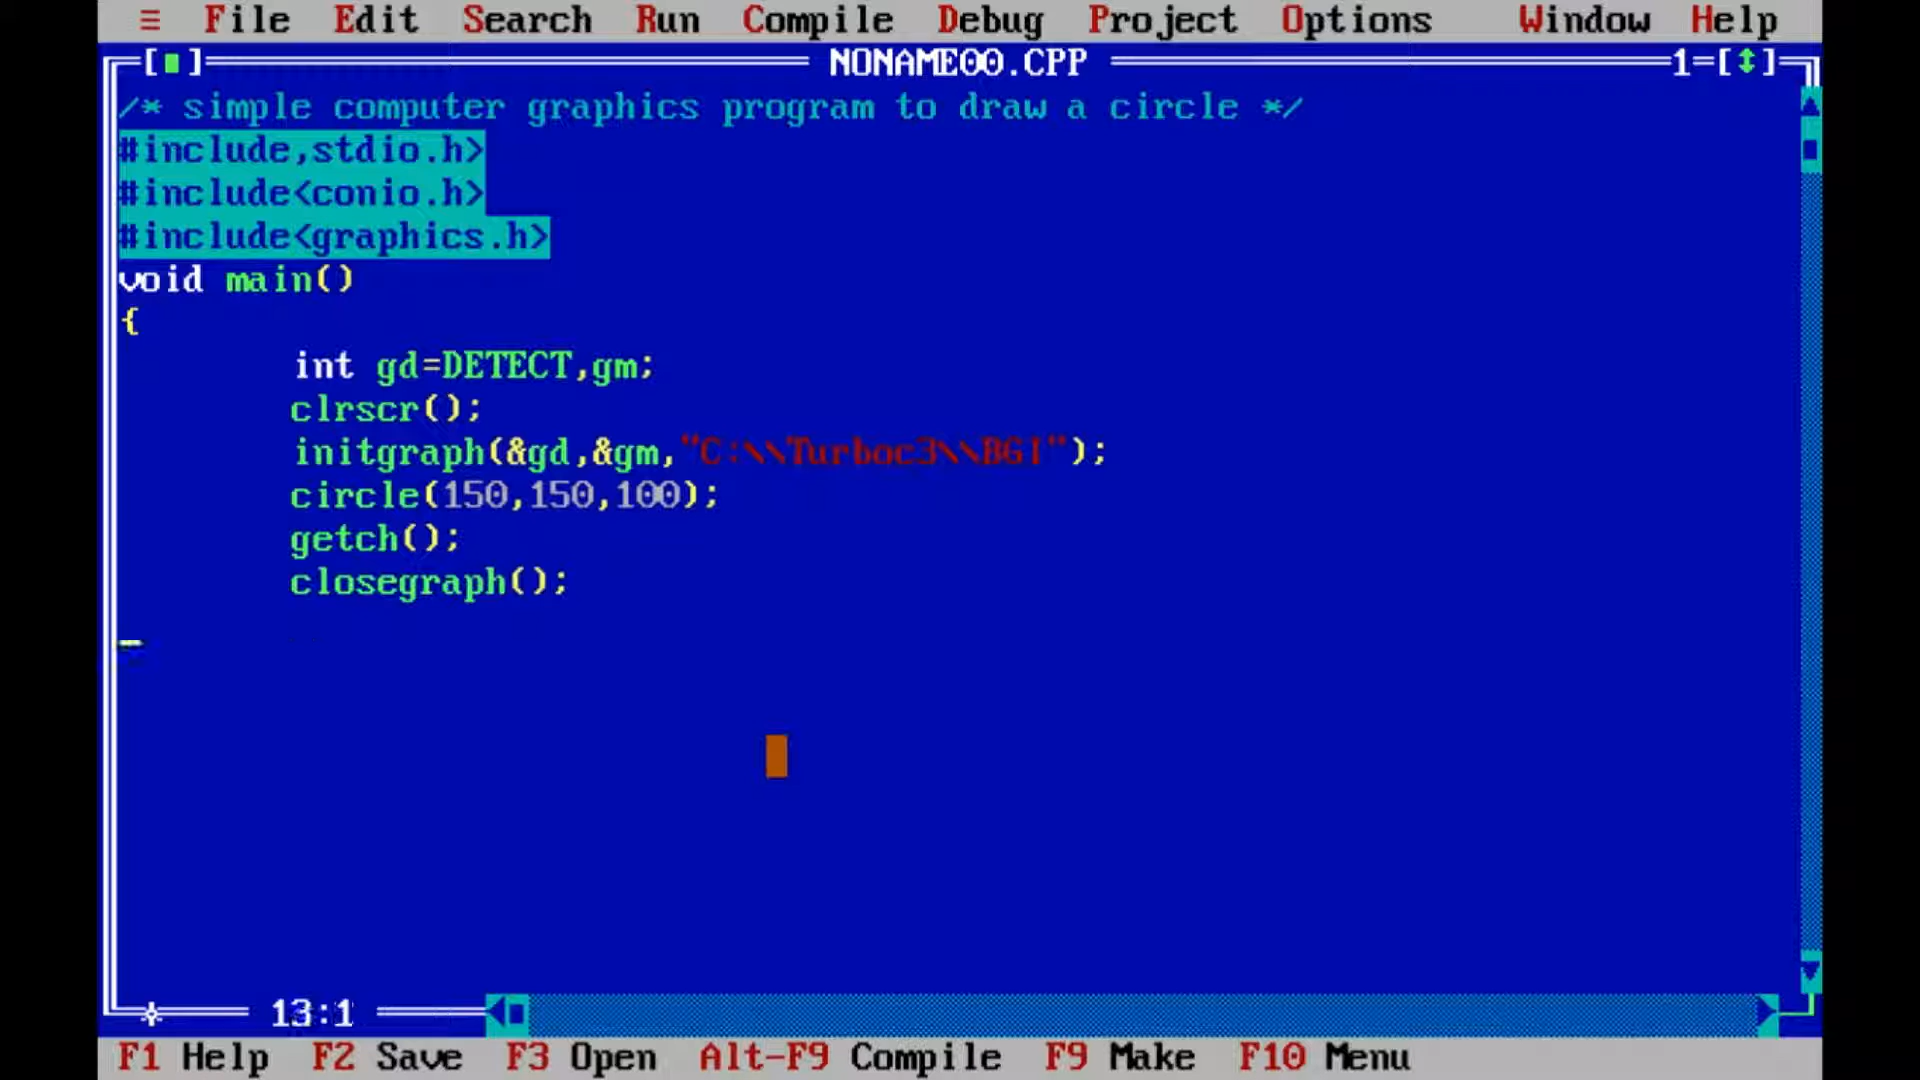 ≡ File Edit Search Run Compile Debug Project Options Window Help
[■] NONAME00.CPP 1=[↕]
/* simple computer graphics program to draw a circle */
#include,stdio.h>
#include<conio.h>
#include<graphics.h>
void main()
{
int gd=DETECT,gm;
clrscr();
initgraph(&gd,&gm,"C:\\Turboc3\\BGI");
circle(150,150,100);
getch();
closegraph();
13:1
F1 Help F2 Save F3 Open Alt-F9 Compile F9 Make F10 Menu